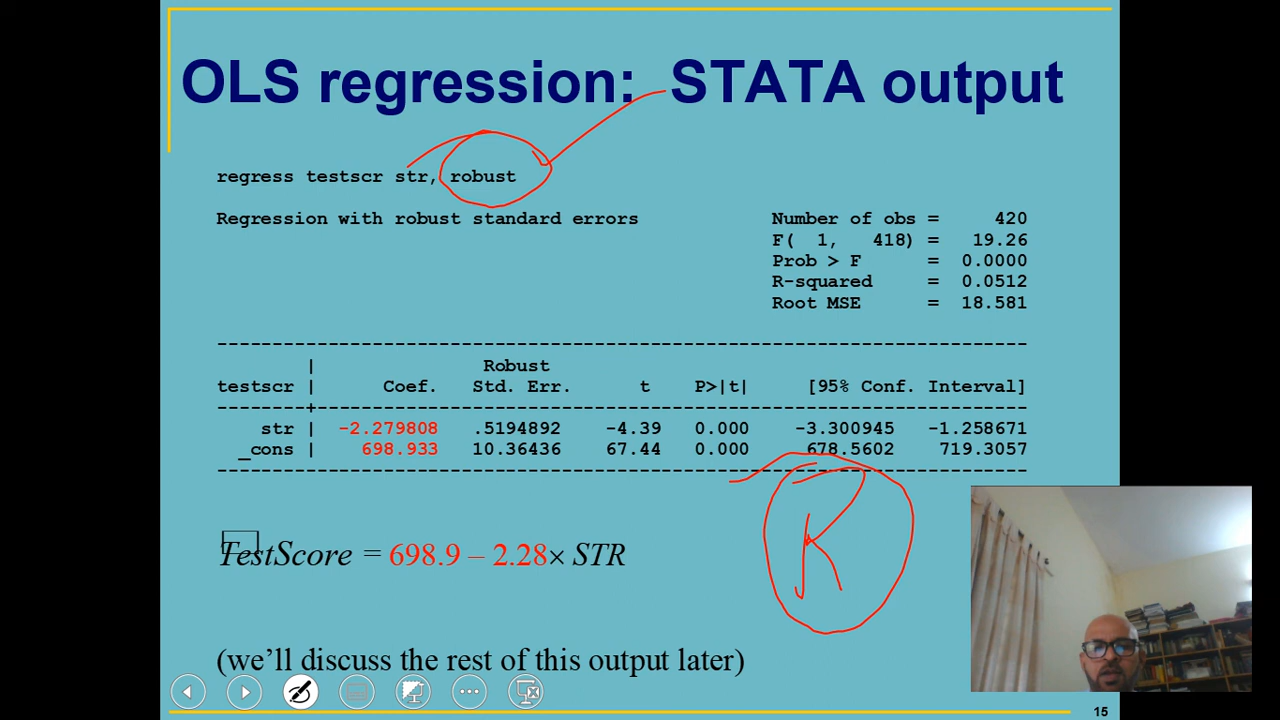 OLS regression: STATA output
regress testscr str, robust
Regression with robust standard errors
Number of obs = 420
F( 1, 418) = 19.26
Prob > F = 0.0000
R-squared = 0.0512
Root MSE = 18.581
| Robust
testscr | Coef. Std. Err. t P>|t| [95% Conf. Interval]
str | -2.279808 .5194892 -4.39 0.000 -3.300945 -1.258671
_cons | 698.933 10.36436 67.44 0.000 678.5602 719.3057
R
TestScore = 698.9 – 2.28× STR
(we'll discuss the rest of this output later)
15